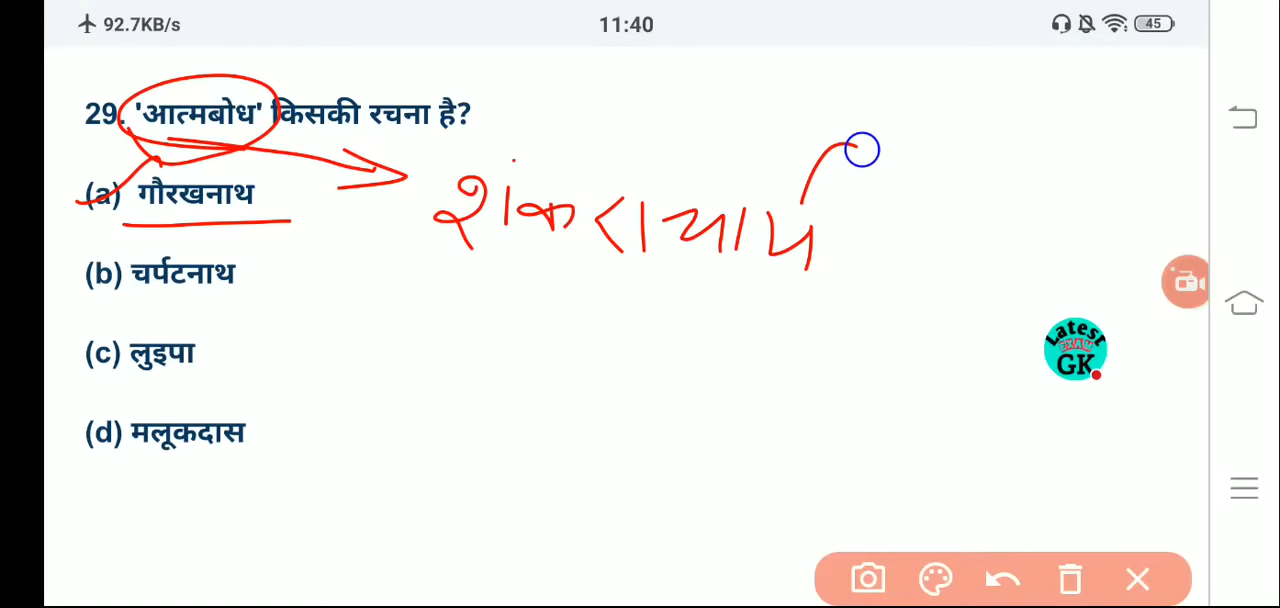 92.7KB/s 11:40 45
29. 'आत्मबोध' किसकी रचना है?
(a) गौरखनाथ
शंकराचार्य
(b) चर्पटनाथ
(c) लुइपा
Latest EXAM GK
(d) मलूकदास